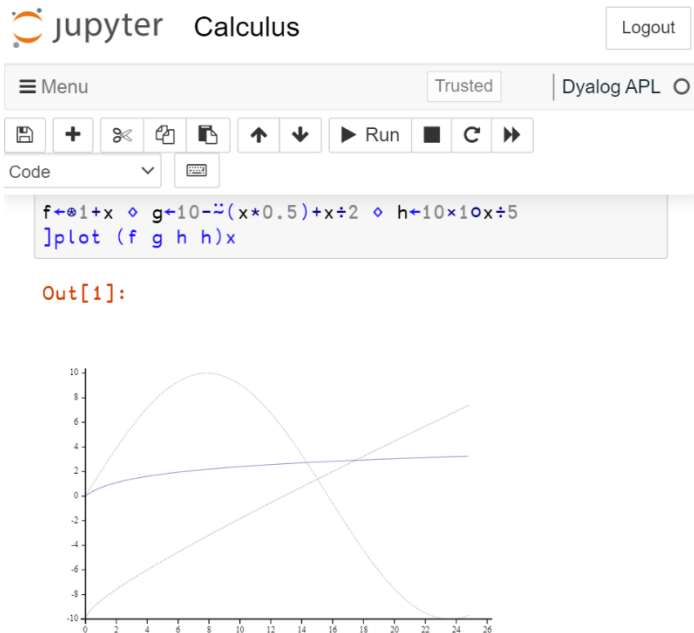 jupyter Calculus Logout
Menu Trusted Dyalog APL
Run
Code
f←⍟1+x ⋄ g←10-⍨(x*0.5)+x÷2 ⋄ h←10×1○x÷5
]plot (f g h h)x
Out[1]:
10
8
6
4
2
0
-2
-4
-6
-8
-10
0 2 4 6 8 10 12 14 16 18 20 22 24 26